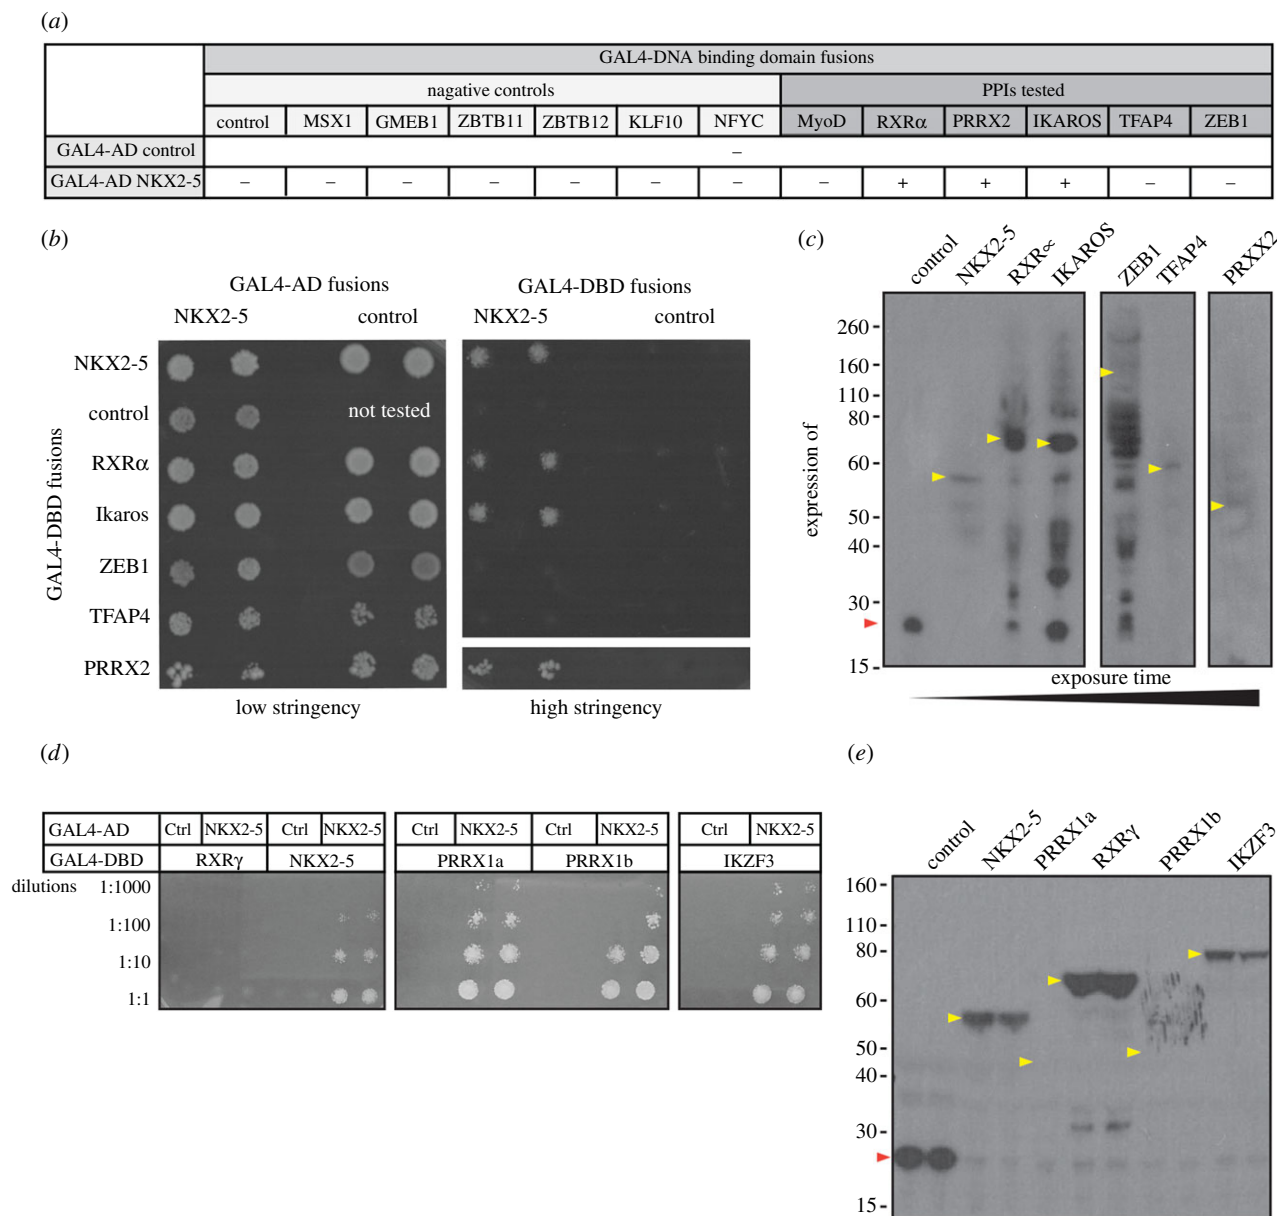 (a)
GAL4-DNA binding domain fusions
nagative controls PPIs tested
control MSX1 GMEB1 ZBTB11 ZBTB12 KLF10 NFYC MyoD RXRα PRRX2 IKAROS TFAP4 ZEB1
GAL4-AD control –
GAL4-AD NKX2-5 – – – – – – – – + + + – –
(b)
GAL4-AD fusions GAL4-DBD fusions
NKX2-5 control NKX2-5 control
GAL4-DBD fusions
NKX2-5
control not tested
RXRα
Ikaros
ZEB1
TFAP4
PRRX2
low stringency high stringency
(c)
control NKX2-5 RXR∝ IKAROS ZEB1 TFAP4 PRXX2
expression of
260
160
110
80
60
50
40
30
15
exposure time
(d)
GAL4-AD Ctrl NKX2-5 Ctrl NKX2-5 Ctrl NKX2-5 Ctrl NKX2-5 Ctrl NKX2-5
GAL4-DBD RXRγ NKX2-5 PRRX1a PRRX1b IKZF3
dilutions 1:1000
1:100
1:10
1:1
(e)
control NKX2-5 PRRX1a RXRγ PRRX1b IKZF3
160
110
80
60
50
40
30
15